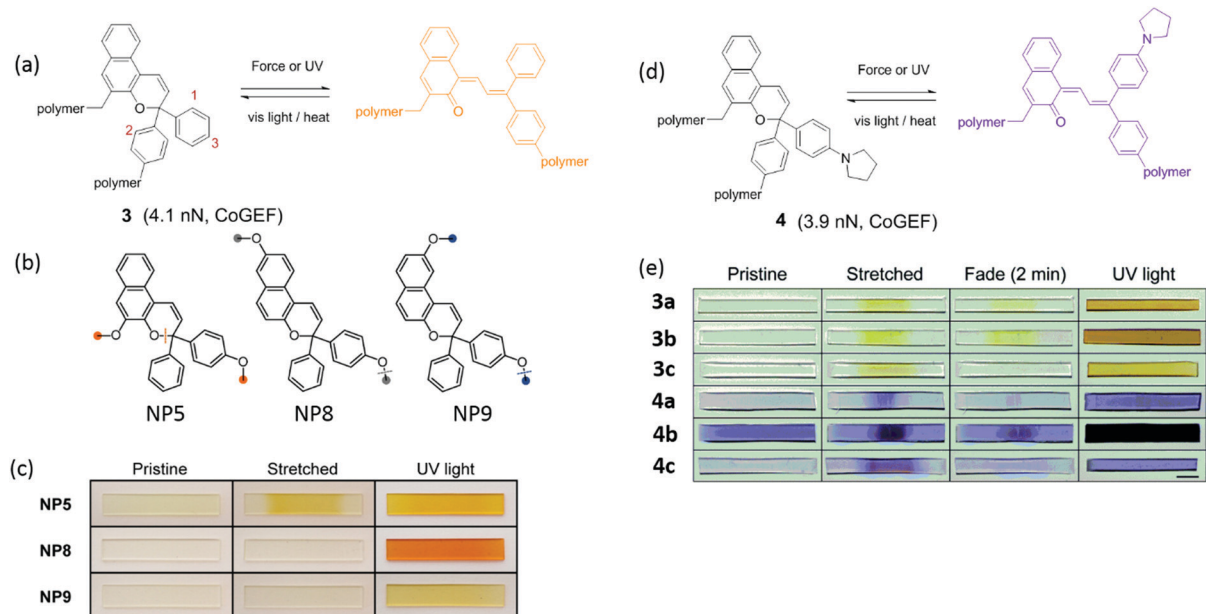 (a)
polymer
O
1
2
3
polymer
Force or UV
vis light / heat
O
polymer
polymer
3 (4.1 nN, CoGEF)
(b)
O
O
NP5
O
O
O
NP8
O
O
O
NP9
(c)
Pristine Stretched UV light
NP5
NP8
NP9
(d)
polymer
O
N
polymer
Force or UV
vis light / heat
N
O
polymer
polymer
4 (3.9 nN, CoGEF)
(e)
Pristine Stretched Fade (2 min) UV light
3a
3b
3c
4a
4b
4c